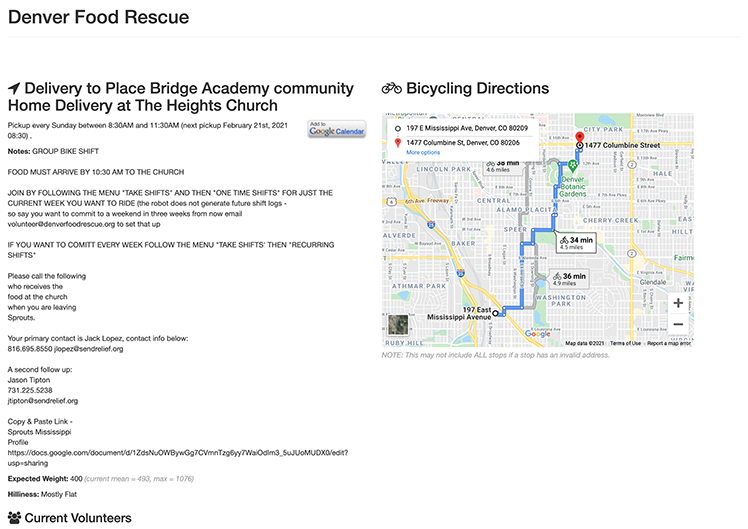 Denver Food Rescue
Delivery to Place Bridge Academy community
Home Delivery at The Heights Church
Pickup every Sunday between 8:30AM and 11:30AM (next pickup February 21st, 2021
08:30) .
Add to
Google Calendar
Notes: GROUP BIKE SHIFT
FOOD MUST ARRIVE BY 10:30 AM TO THE CHURCH
JOIN BY FOLLOWING THE MENU "TAKE SHIFTS" AND THEN "ONE TIME SHIFTS" FOR JUST THE
CURRENT WEEK YOU WANT TO RIDE (the robot does not generate future shift logs -
so say you want to commit to a weekend in three weeks from now email
volunteer@denverfoodrescue.org to set that up
IF YOU WANT TO COMITT EVERY WEEK FOLLOW THE MENU "TAKE SHIFTS' THEN "RECURRING
SHIFTS"
Please call the following
who receives the
food at the church
when you are leaving
Sprouts.
Your primary contact is Jack Lopez, contact info below:
816.695.8550 jlopez@sendrelief.org
A second follow up:
Jason Tipton
731.225.5238
jtipton@sendrelief.org
Copy & Paste Link -
Sprouts Mississippi
Profile
https://docs.google.com/document/d/1ZdsNuOWBywGg7CVmnTzg6yy7WaiOdlm3_5uJUoMUDX0/edit?
usp=sharing
Expected Weight: 400 (current mean = 493, max = 1076)
Hilliness: Mostly Flat
Current Volunteers
Bicycling Directions
197 E Mississippi Ave, Denver, CO 80209
1477 Columbine St, Denver, CO 80206
More options
CITY PARK
1477 Columbine Street
38 min
4.6 miles
LINCOLN PARK
Denver
Botanic
Gardens
6th Ave. Freeway
CENTRAL
ALAMO PLACITA
CHERRY CREEK
SPEER
BAKER
34 min
4.5 miles
ATHMAR PARK
36 min
4.9 miles
Glendale
WASHINGTON
PARK
197 East
Mississippi Avenue
Google
Map data ©2021 Terms of Use Report a map error
NOTE: This may not include ALL stops if a stop has an invalid address.